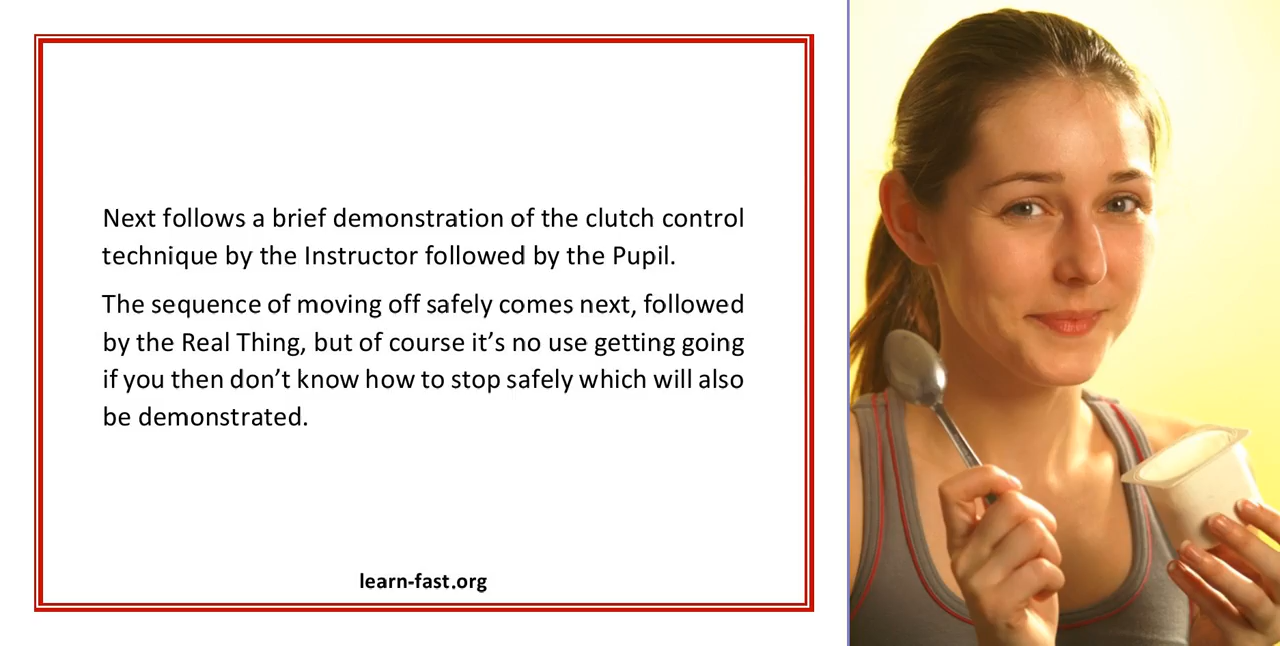 Next follows a brief demonstration of the clutch control
technique by the Instructor followed by the Pupil.
The sequence of moving off safely comes next, followed
by the Real Thing, but of course it’s no use getting going
if you then don’t know how to stop safely which will also
be demonstrated.
learn-fast.org